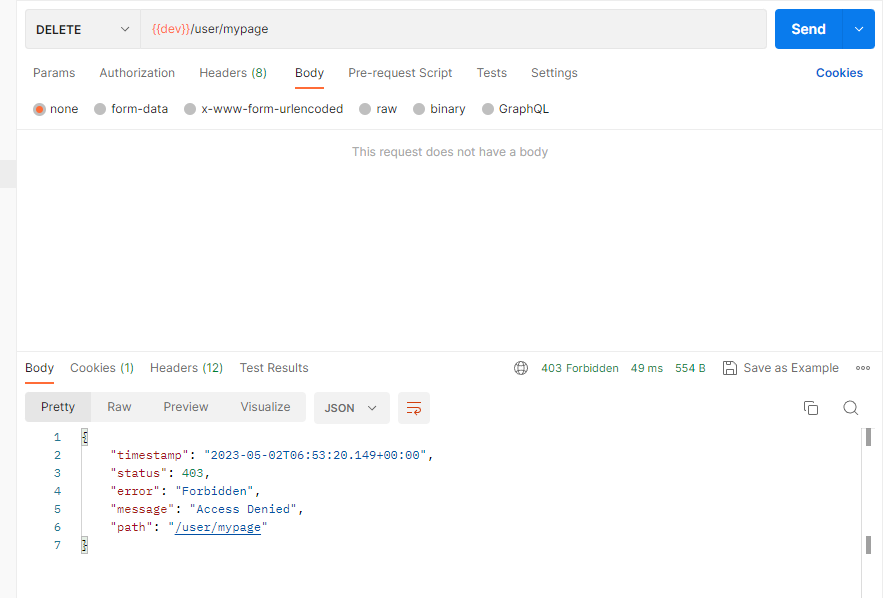 DELETE {{dev}}/user/mypage Send
Params Authorization Headers (8) Body Pre-request Script Tests Settings Cookies
none form-data x-www-form-urlencoded raw binary GraphQL
This request does not have a body
Body Cookies (1) Headers (12) Test Results 403 Forbidden 49 ms 554 B Save as Example
Pretty Raw Preview Visualize JSON
1 {
2 "timestamp": "2023-05-02T06:53:20.149+00:00",
3 "status": 403,
4 "error": "Forbidden",
5 "message": "Access Denied",
6 "path": "/user/mypage"
7 }